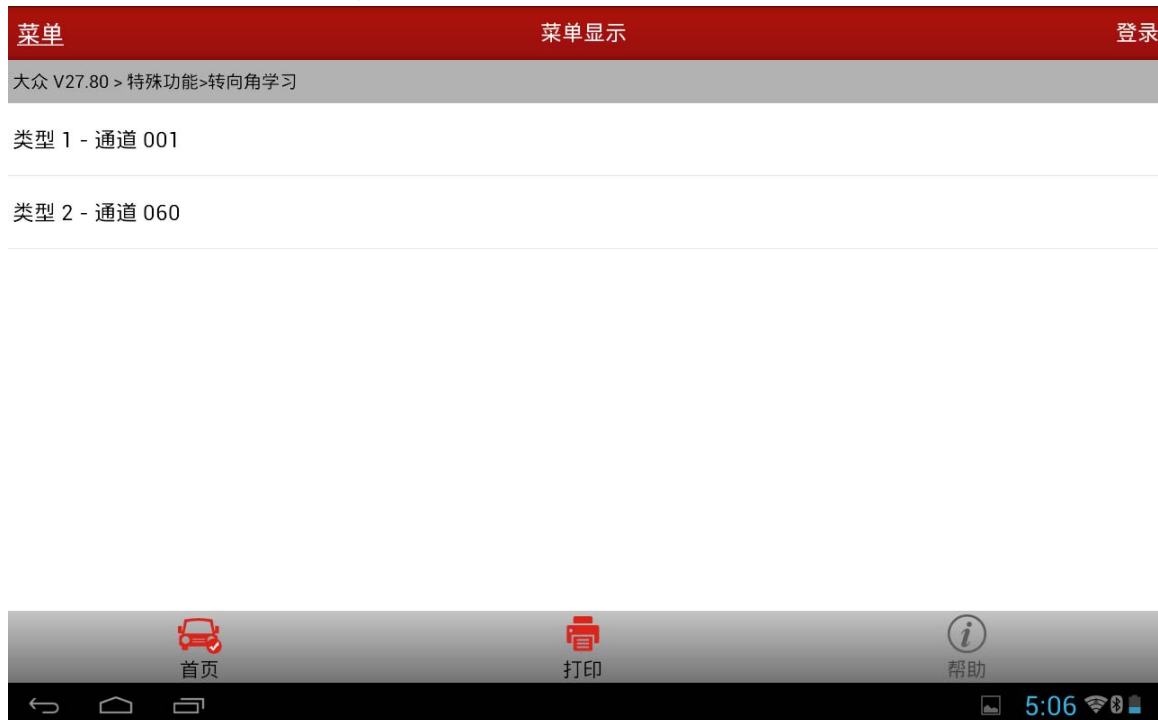 菜单 菜单显示 登录
大众 V27.80 > 特殊功能>转向角学习
类型 1 - 通道 001
类型 2 - 通道 060
首页 打印 帮助
5:06